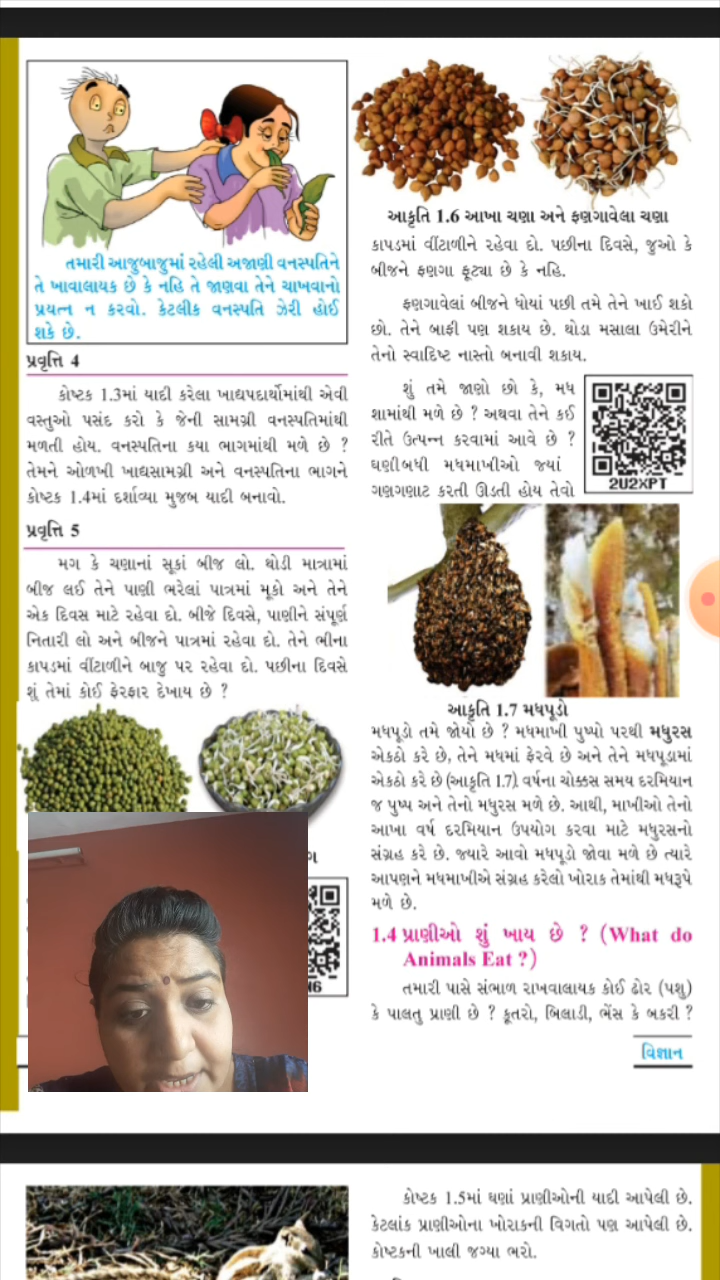 તમારી આજુબાજુમાં રહેલી અજાણી વનસ્પતિને
તે ખાવાલાયક છે કે નહિ તે જાણવા તેને ચાખવાનો
પ્રયત્ન ન કરવો. કેટલીક વનસ્પતિ ઝેરી હોઈ
શકે છે.
પ્રવૃત્તિ 4
કોષ્ટક 1.3માં યાદી કરેલા ખાદ્યપદાર્થોમાંથી એવી
વસ્તુઓ પસંદ કરો કે જેની સામગ્રી વનસ્પતિમાંથી
મળતી હોય. વનસ્પતિના કયા ભાગમાંથી મળે છે ?
તેમને ઓળખી ખાદ્યસામગ્રી અને વનસ્પતિના ભાગને
કોષ્ટક 1.4માં દર્શાવ્યા મુજબ યાદી બનાવો.
પ્રવૃત્તિ 5
મગ કે ચણાનાં સૂકાં બીજ લો. થોડી માત્રામાં
બીજ લઈ તેને પાણી ભરેલાં પાત્રમાં મૂકો અને તેને
એક દિવસ માટે રહેવા દો. બીજે દિવસે, પાણીને સંપૂર્ણ
નિતારી લો અને બીજને પાત્રમાં રહેવા દો. તેને ભીના
કાપડમાં વીંટાળીને બાજુ પર રહેવા દો. પછીના દિવસે
શું તેમાં કોઈ ફેરફાર દેખાય છે ?
આકૃતિ 1.6 આખા ચણા અને ફણગાવેલા ચણા
કાપડમાં વીંટાળીને રહેવા દો. પછીના દિવસે, જુઓ કે
બીજને ફણગા ફૂટ્યા છે કે નહિ.
ફણગાવેલાં બીજને ધોયાં પછી તમે તેને ખાઈ શકો
છો. તેને બાફી પણ શકાય છે. થોડા મસાલા ઉમેરીને
તેનો સ્વાદિષ્ટ નાસ્તો બનાવી શકાય.
શું તમે જાણો છો કે, મધ
શામાંથી મળે છે ? અથવા તેને કઈ
રીતે ઉત્પન્ન કરવામાં આવે છે ?
ઘણીબધી મધમાખીઓ જ્યાં
ગણગણાટ કરતી ઊડતી હોય તેવો
2U2XPT
આકૃતિ 1.7 મધપૂડો
મધપૂડો તમે જોયો છે ? મધમાખી પુષ્પો પરથી મધુરસ
એકઠો કરે છે, તેને મધમાં ફેરવે છે અને તેને મધપૂડામાં
એકઠો કરે છે (આકૃતિ 1.7). વર્ષના ચોક્કસ સમય દરમિયાન
જ પુષ્પ અને તેનો મધુરસ મળે છે. આથી, માખીઓ તેનો
આખા વર્ષ દરમિયાન ઉપયોગ કરવા માટે મધુરસનો
સંગ્રહ કરે છે. જ્યારે આવો મધપૂડો જોવા મળે છે ત્યારે
આપણને મધમાખીએ સંગ્રહ કરેલો ખોરાક તેમાંથી મધરૂપે
મળે છે.
1.4 પ્રાણીઓ શું ખાય છે ? (What do
Animals Eat ?)
તમારી પાસે સંભાળ રાખવાલાયક કોઈ ઢોર (પશુ)
કે પાલતુ પ્રાણી છે ? કૂતરો, બિલાડી, ભેંસ કે બકરી ?
વિજ્ઞાન
કોષ્ટક 1.5માં ઘણાં પ્રાણીઓની યાદી આપેલી છે.
કેટલાંક પ્રાણીઓના ખોરાકની વિગતો પણ આપેલી છે.
કોષ્ટકની ખાલી જગ્યા ભરો.